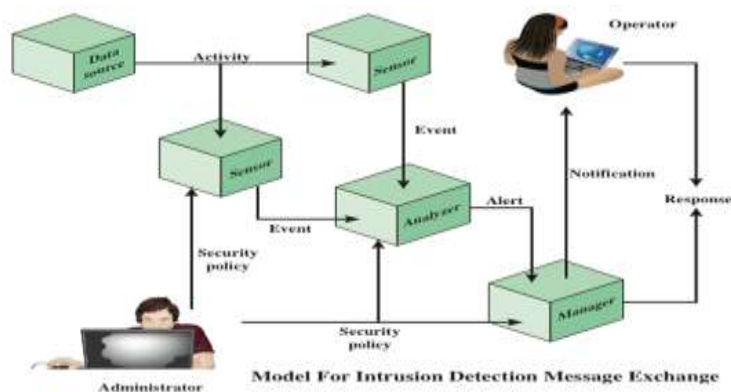 Operator
Data
source
Activity
Sensor
Event
Sensor
Notification
Analyzer
Alert
Response
Event
Security
policy
Manager
Security
policy
Model For Intrusion Detection Message Exchange
Administrator